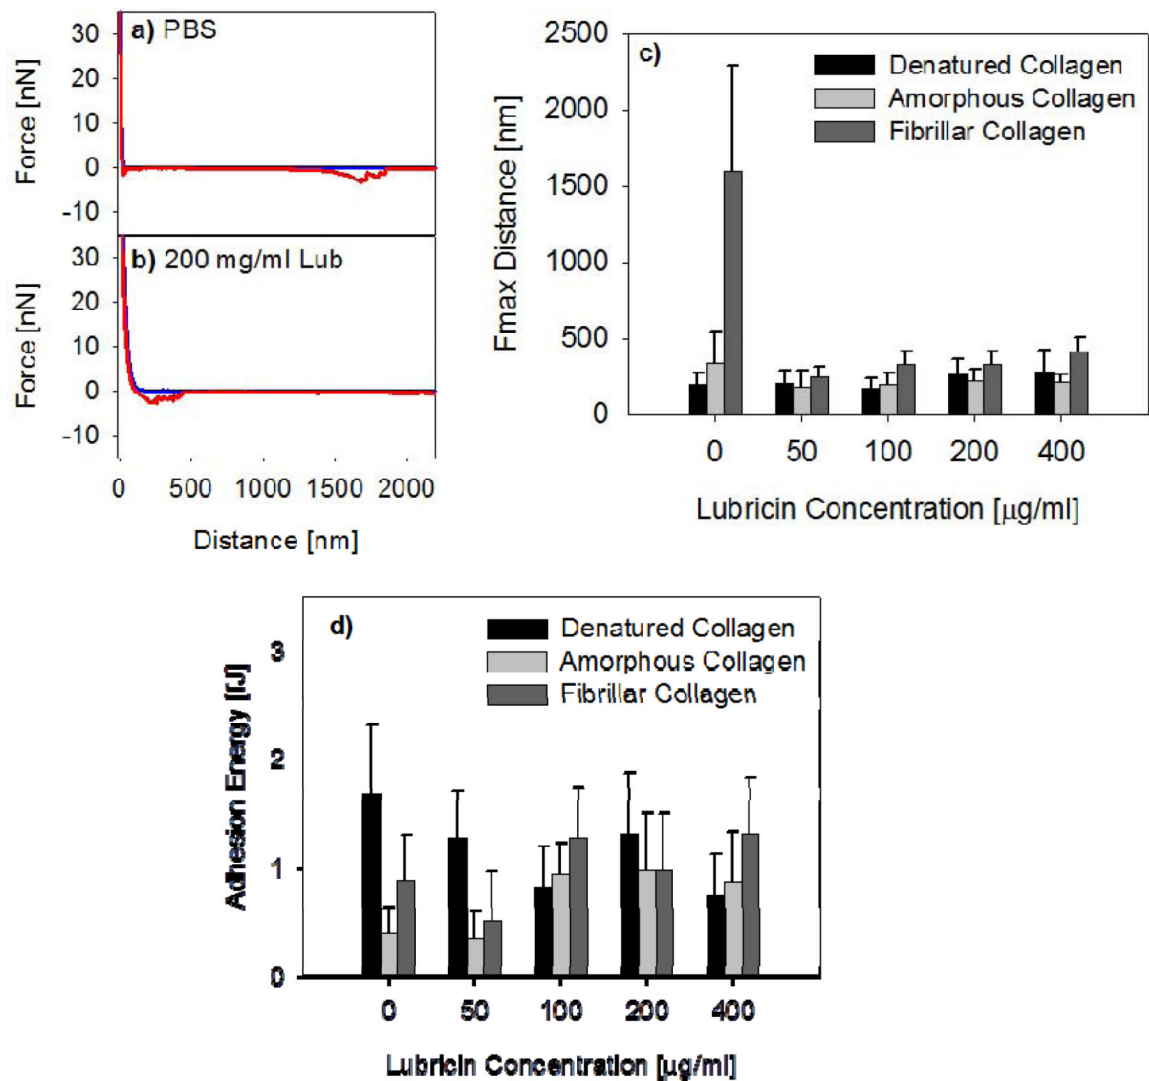 a) PBS
30
20
10
0
-10
Force [nN]
b) 200 mg/ml Lub
30
20
10
0
-10
Force [nN]
0 500 1000 1500 2000
Distance [nm]
c)
Denatured Collagen
Amorphous Collagen
Fibrillar Collagen
2500
2000
1500
1000
500
0
Fmax Distance [nm]
0 50 100 200 400
Lubricin Concentration [μg/ml]
d)
Denatured Collagen
Amorphous Collagen
Fibrillar Collagen
3
2
1
0
Adhesion Energy [fJ]
0 50 100 200 400
Lubricin Concentration [μg/ml]